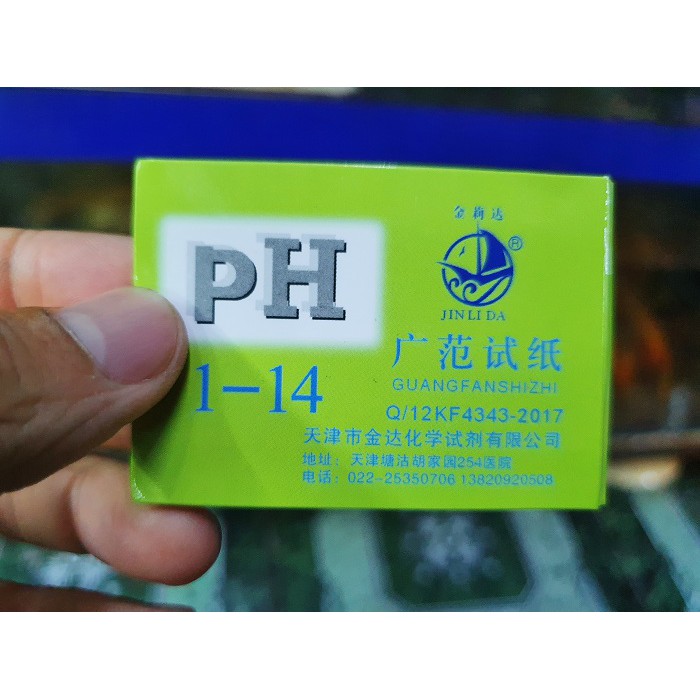 pH
1-14
金莉达
®
JINLIDA
广范试纸
GUANGFANSHIZHI
Q/12KF4343-2017
天津市金达化学试剂有限公司
地址：天津塘沽胡家园254医院
电话：022-25350706 13820920508